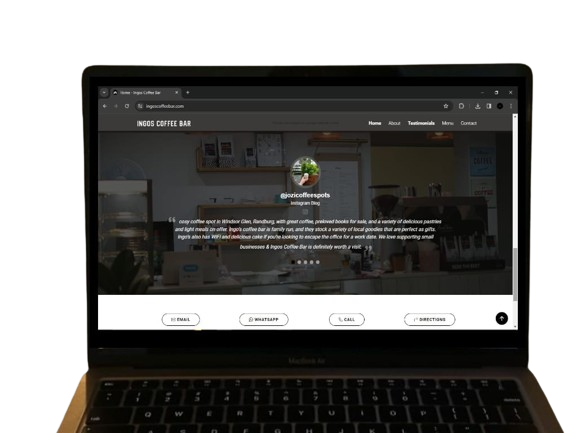 Home - Ingos Coffee Bar
ingoscoffeebar.com
INGOS COFFEE BAR
Home About Testimonials Menu Contact
@jozicoffeespots
Instagram Blog
cosy coffee spot in Windsor Glen, Randburg, with great coffee, preloved books for sale, and a variety of delicious pastries
and light meals on offer. Ingo's coffee bar is family run, and they stock a variety of local goodies that are perfect as gifts.
Ingo's also has WiFi and delicious cake if you're looking to escape the office for a work date. We love supporting small
businesses & Ingos Coffee Bar is definitely worth a visit.
EMAIL WHATSAPP CALL DIRECTIONS
MacBook Air
Q W E R T Y U I O P